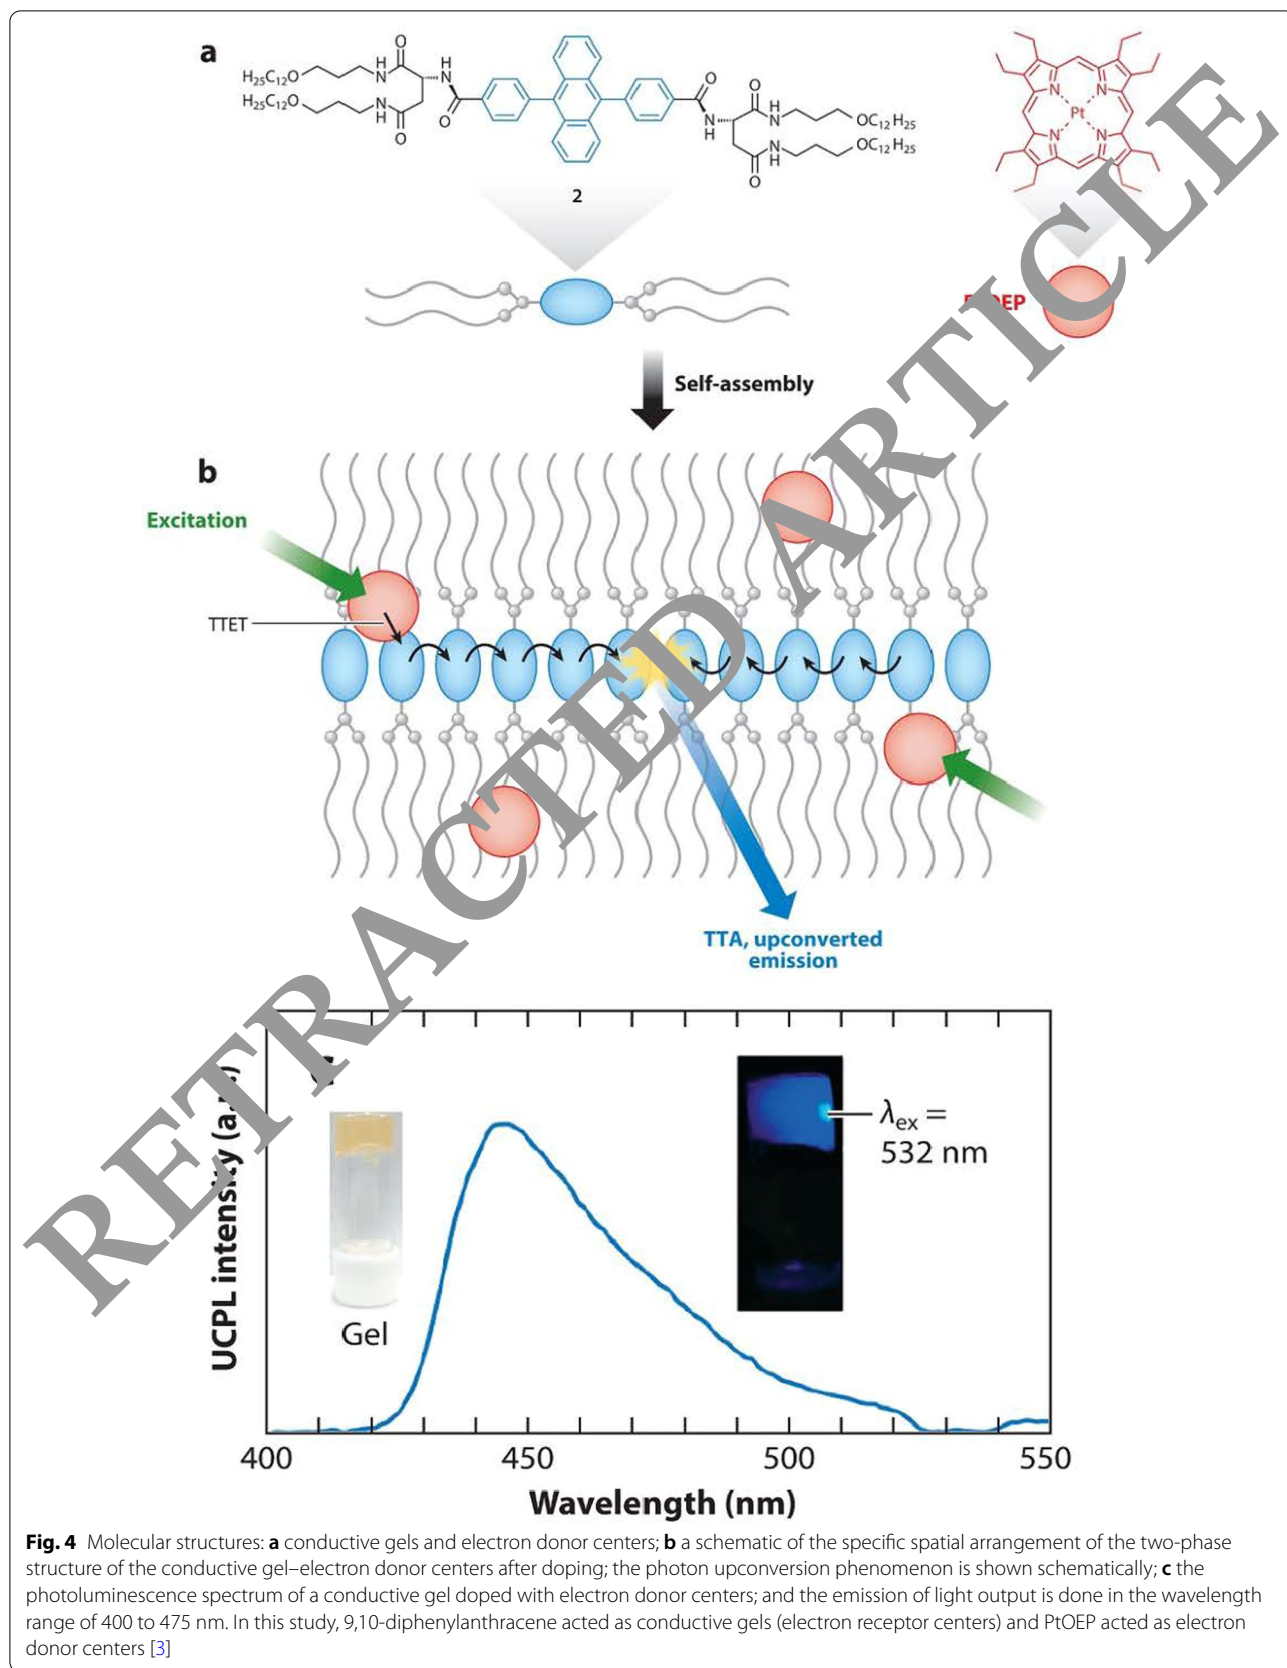 a
H25C12O
H25C12O
N
H
O
H
N
O
N
H
O
O
N
H
O
N
H
OC12H25
N
H
OC12H25
O
2
N
N
Pt
N
N
Self-assembly
b
Excitation
TTET
TTA, upconverted
emission
UCPL intensity
Gel
λex =
532 nm
400
450
500
550
Wavelength (nm)
RETRACTED ARTICLE
Fig. 4 Molecular structures: a conductive gels and electron donor centers; b a schematic of the specific spatial arrangement of the two-phase
structure of the conductive gel–electron donor centers after doping; the photon upconversion phenomenon is shown schematically; c the
photoluminescence spectrum of a conductive gel doped with electron donor centers; and the emission of light output is done in the wavelength
range of 400 to 475 nm. In this study, 9,10-diphenylanthracene acted as conductive gels (electron receptor centers) and PtOEP acted as electron
donor centers [3]